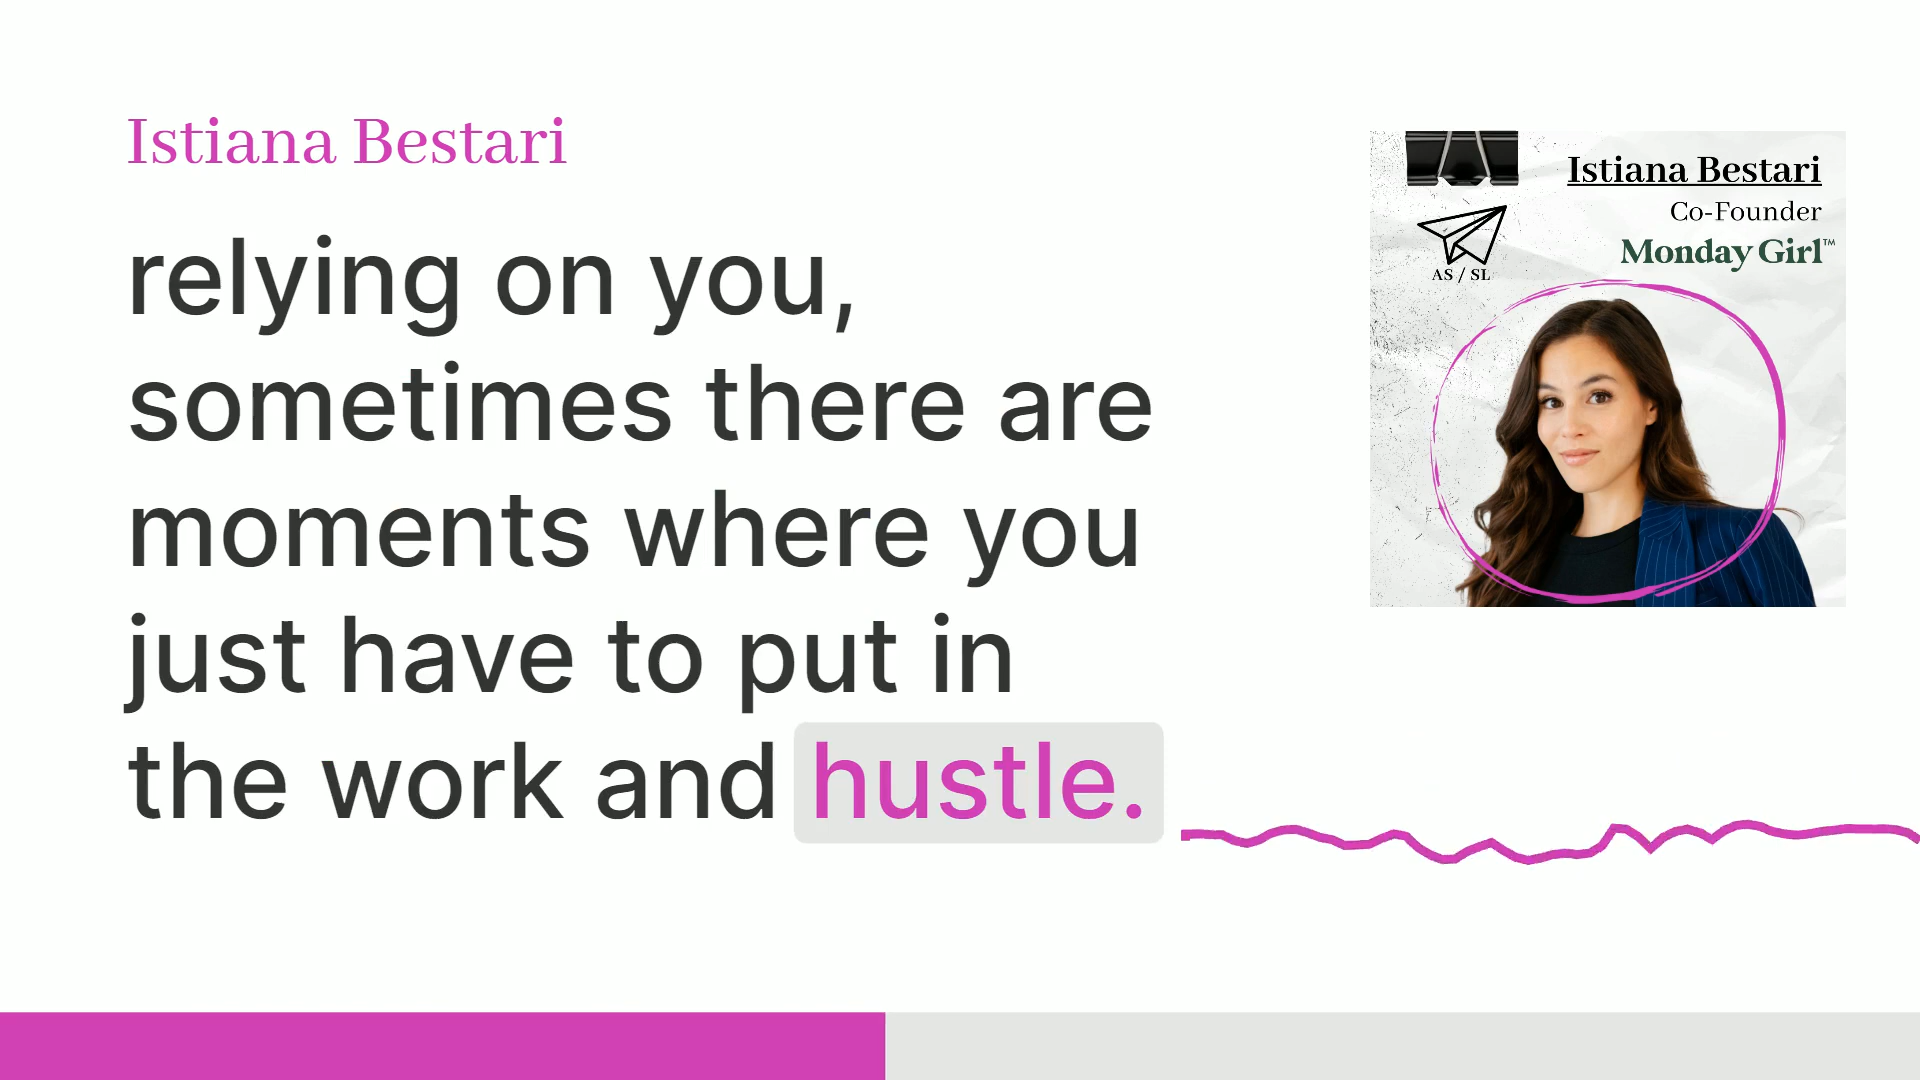 Istiana Bestari
relying on you,
sometimes there are
moments where you
just have to put in
the work and hustle.
Istiana Bestari
Co-Founder
Monday Girl™
AS / SL